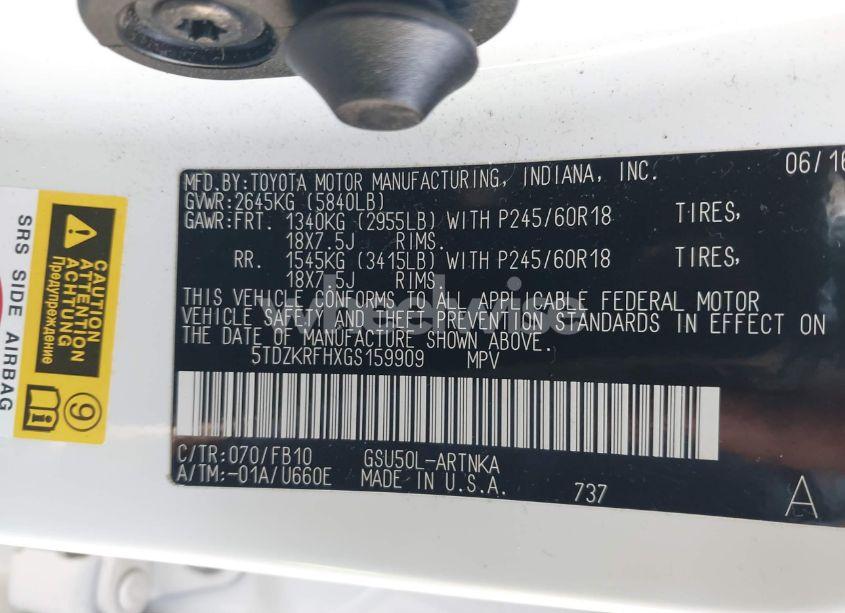 MFD.BY:TOYOTA MOTOR MANUFACTURING, INDIANA, INC. 06/16
GVWR:2645KG (5840LB)
GAWR:FRT. 1340KG (2955LB) WITH P245/60R18 TIRES,
18X7.5J RIMS.
RR. 1545KG (3415LB) WITH P245/60R18 TIRES,
18X7.5J RIMS.
THIS VEHICLE CONFORMS TO ALL APPLICABLE FEDERAL MOTOR
VEHICLE SAFETY AND THEFT PREVENTION STANDARDS IN EFFECT ON
THE DATE OF MANUFACTURE SHOWN ABOVE.
5TDZKRFHXGS159909 MPV
C/TR:070/FB10 GSU50L-ARTNKA
A/TM:-01A/U660E MADE IN U.S.A. 737 A
SRS SIDE AIRBAG
CAUTION
ATTENTION
ACHTUNG
Предупреждение
9
i
wheelwise